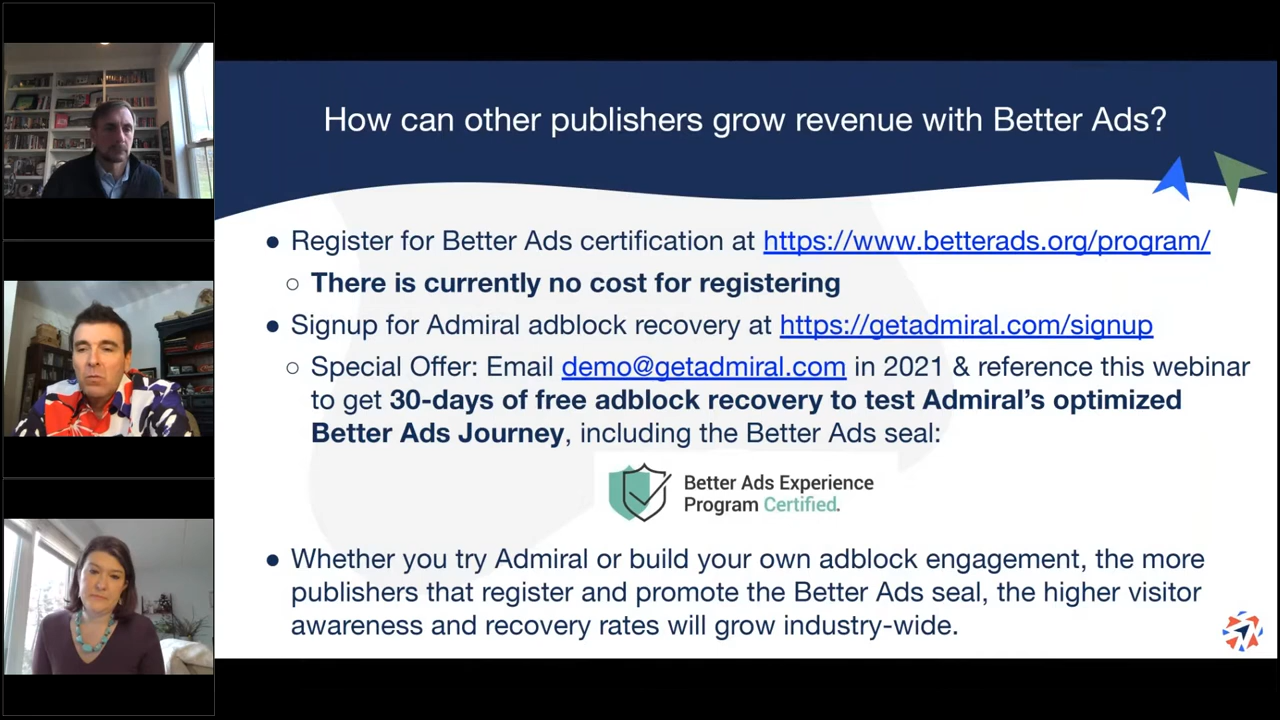 How can other publishers grow revenue with Better Ads?
● Register for Better Ads certification at https://www.betterads.org/program/
○ There is currently no cost for registering
● Signup for Admiral adblock recovery at https://getadmiral.com/signup
○ Special Offer: Email demo@getadmiral.com in 2021 & reference this webinar
to get 30-days of free adblock recovery to test Admiral's optimized
Better Ads Journey, including the Better Ads seal:
Better Ads Experience
Program Certified.
● Whether you try Admiral or build your own adblock engagement, the more
publishers that register and promote the Better Ads seal, the higher visitor
awareness and recovery rates will grow industry-wide.